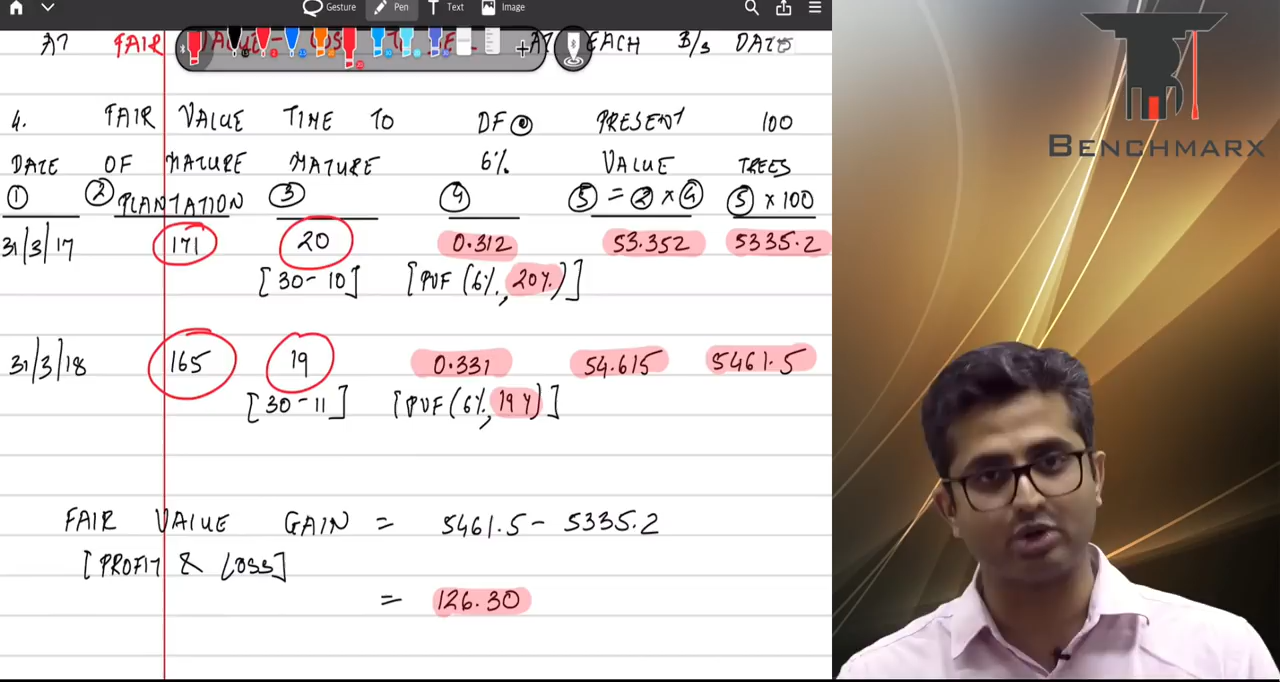 Gesture Pen Text Image
AT FAIR AT EACH B/S DATE
4. FAIR VALUE TIME TO DF @ PRESENT 100
DATE OF MATURE MATURE 6% VALUE TREES
① ② PLANTATION ③ ④ ⑤ = ② × ④ ⑤ × 100
31/3/17 171 20 0.312 53.352 5335.2
[30-10] [PVF (6%, 20Y.)]
31/3/18 165 19 0.331 54.615 5461.5
[30-11] [PVF (6%, 19Y)]
FAIR VALUE GAIN = 5461.5 - 5335.2
[PROFIT & LOSS]
= 126.30
BENCHMARX